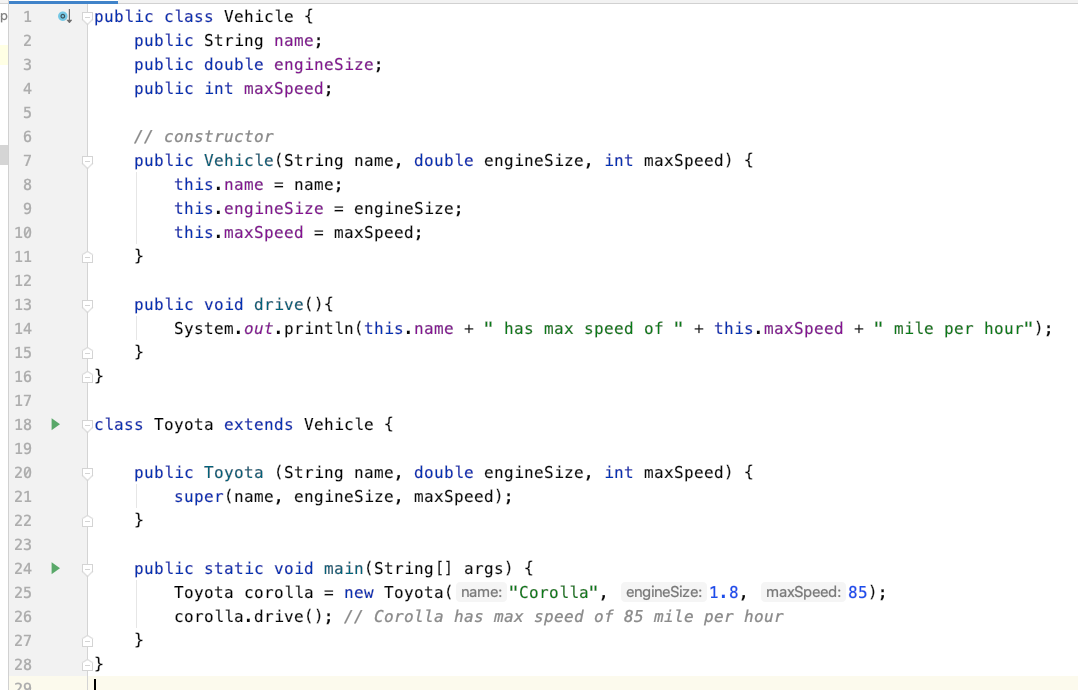 p
1 public class Vehicle {
2 public String name;
3 public double engineSize;
4 public int maxSpeed;
5
6 // constructor
7 public Vehicle(String name, double engineSize, int maxSpeed) {
8 this.name = name;
9 this.engineSize = engineSize;
10 this.maxSpeed = maxSpeed;
11 }
12
13 public void drive(){
14 System.out.println(this.name + " has max speed of " + this.maxSpeed + " mile per hour");
15 }
16 }
17
18 class Toyota extends Vehicle {
19
20 public Toyota (String name, double engineSize, int maxSpeed) {
21 super(name, engineSize, maxSpeed);
22 }
23
24 public static void main(String[] args) {
25 Toyota corolla = new Toyota( name: "Corolla", engineSize: 1.8, maxSpeed: 85);
26 corolla.drive(); // Corolla has max speed of 85 mile per hour
27 }
28 }
29